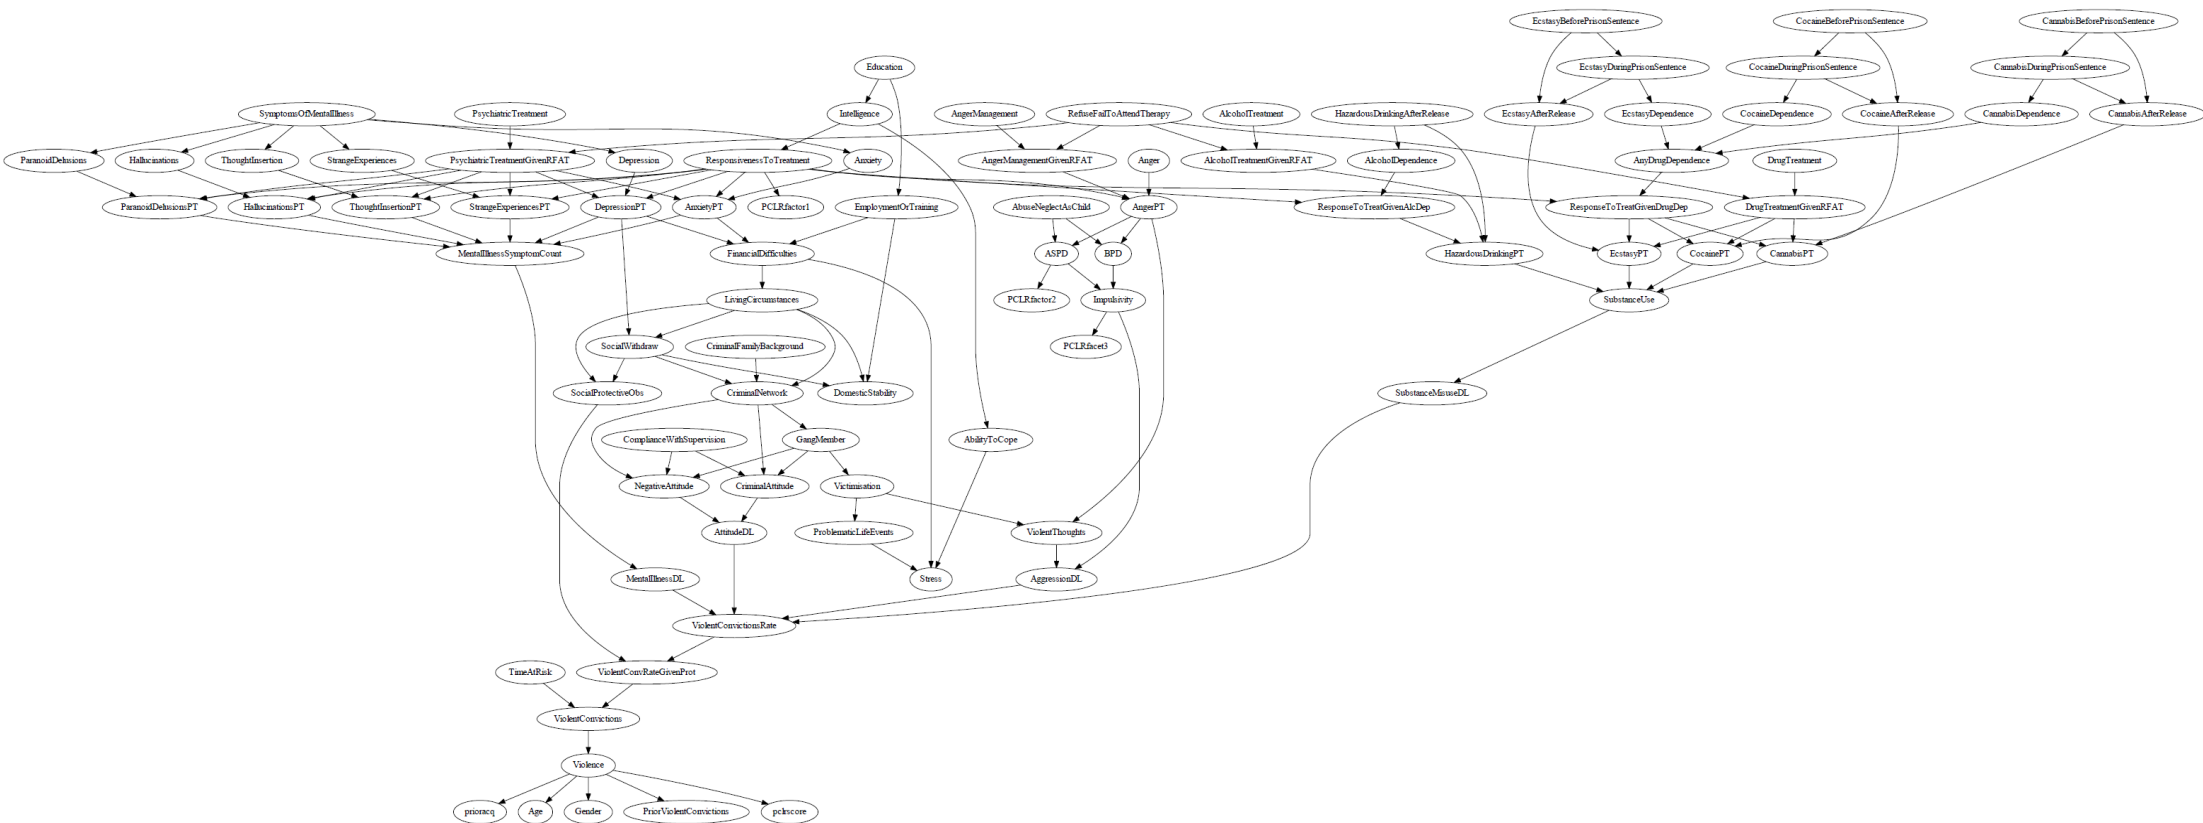 EcstasyBeforePrisonSentence
CocaineBeforePrisonSentence
CannabisBeforePrisonSentence
Education
EcstasyDuringPrisonSentence
CocaineDuringPrisonSentence
CannabisDuringPrisonSentence
SymptomsOfMentalIllness
PsychiatricTreatment
Intelligence
AngerManagement
RefuseFailToAttendTherapy
AlcoholTreatment
HazardousDrinkingAfterRelease
EcstasyAfterRelease
EcstasyDependence
CocaineDependence
CocaineAfterRelease
CannabisDependence
CannabisAfterRelease
ParanoidDelusions
Hallucinations
ThoughtInsertion
StrangeExperiences
PsychiatricTreatmentGivenRFAT
Depression
ResponsivenessToTreatment
Anxiety
AngerManagementGivenRFAT
Anger
AlcoholTreatmentGivenRFAT
AlcoholDependence
AnyDrugDependence
DrugTreatment
ParanoidDelusionsPT
HallucinationsPT
ThoughtInsertionPT
StrangeExperiencesPT
DepressionPT
AnxietyPT
PCLRfactor1
EmploymentOrTraining
AbuseNeglectAsChild
AngerPT
ResponseToTreatGivenAlcDep
ResponseToTreatGivenDrugDep
DrugTreatmentGivenRFAT
MentalIllnessSymptomCount
FinancialDifficulties
ASPD
BPD
HazardousDrinkingPT
EcstasyPT
CocainePT
CannabisPT
LivingCircumstances
PCLRfactor2
Impulsivity
SubstanceUse
SocialWithdraw
CriminalFamilyBackground
PCLRfacet3
SocialProtectiveObs
CriminalNetwork
DomesticStability
SubstanceMisuseDL
ComplianceWithSupervision
GangMember
AbilityToCope
NegativeAttitude
CriminalAttitude
Victimisation
AttitudeDL
ProblematicLifeEvents
ViolentThoughts
MentalIllnessDL
Stress
AggressionDL
ViolentConvictionsRate
TimeAtRisk
ViolentConvRateGivenProt
ViolentConvictions
Violence
prioracq
Age
Gender
PriorViolentConvictions
pclrscore